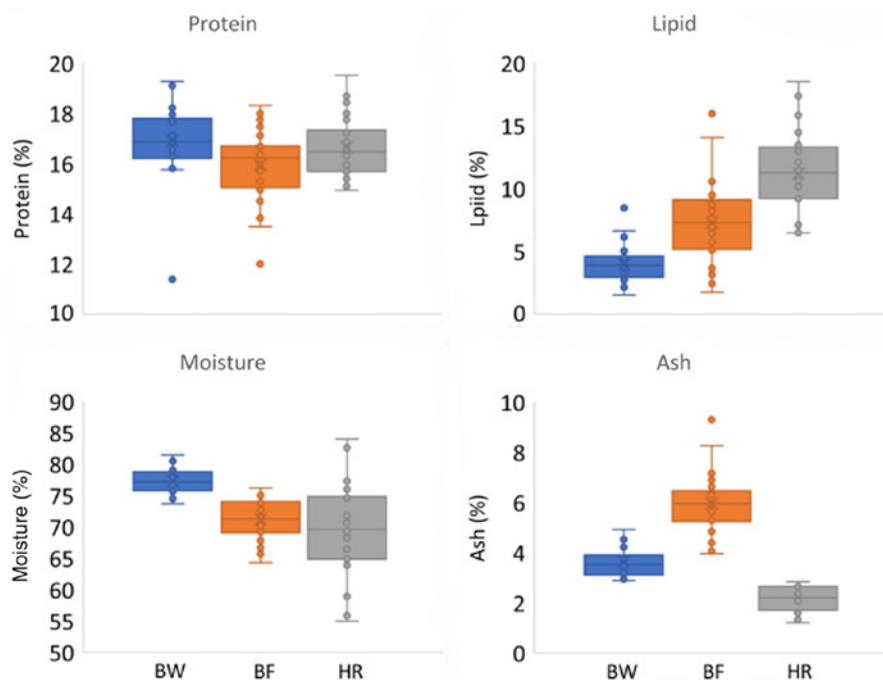 Protein
Protein (%)
20
18
16
14
12
10
Lipid
Lpiid (%)
20
15
10
5
0
Moisture
Moisture (%)
90
85
80
75
70
65
60
55
50
BW BF HR
Ash
Ash (%)
10
8
6
4
2
0
BW BF HR